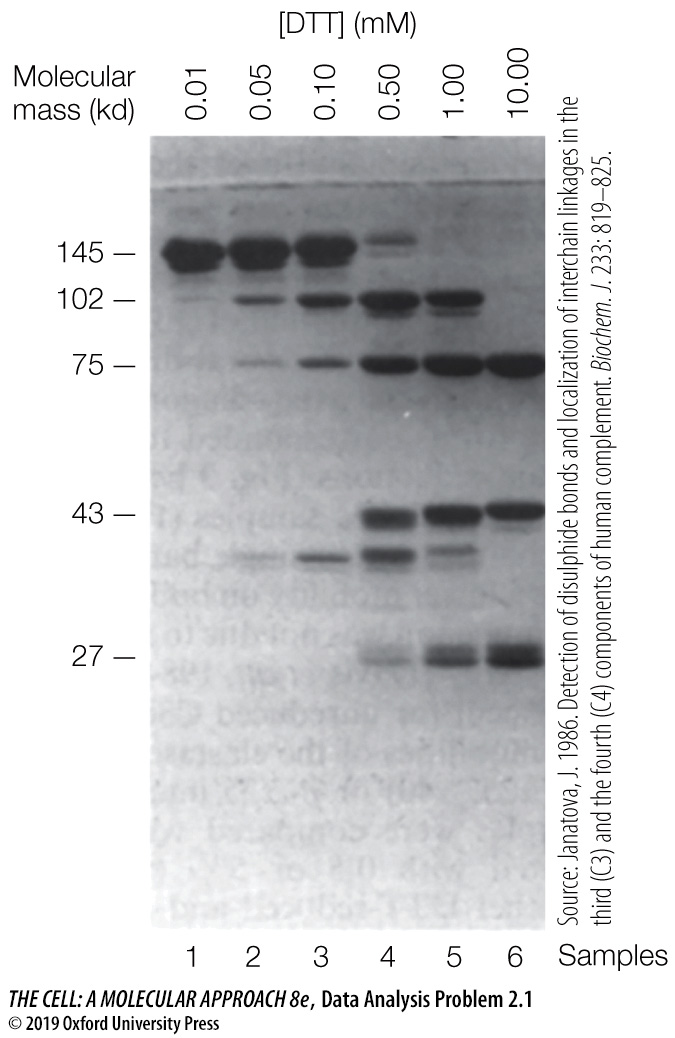 [DTT] (mM)
Molecular
mass (kd)
0.01
0.05
0.10
0.50
1.00
10.00
145 —
102 —
75 —
43 —
27 —
1 2 3 4 5 6 Samples
Source: Janatova, J. 1986. Detection of disulphide bonds and localization of interchain linkages in the
third (C3) and the fourth (C4) components of human complement. Biochem. J. 233: 819–825.
THE CELL: A MOLECULAR APPROACH 8e, Data Analysis Problem 2.1
© 2019 Oxford University Press